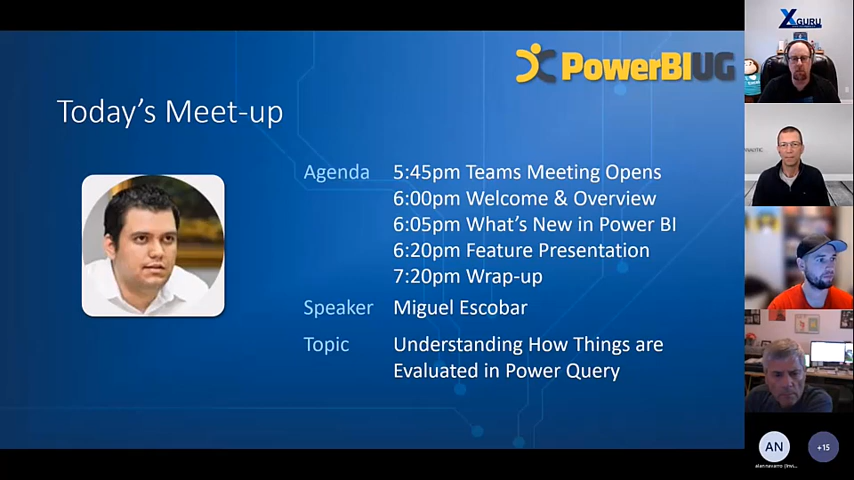 PowerBIUG
Today's Meet-up
Agenda
5:45pm Teams Meeting Opens
6:00pm Welcome & Overview
6:05pm What's New in Power BI
6:20pm Feature Presentation
7:20pm Wrap-up
Speaker
Miguel Escobar
Topic
Understanding How Things are
Evaluated in Power Query
XGURU
AN
+15